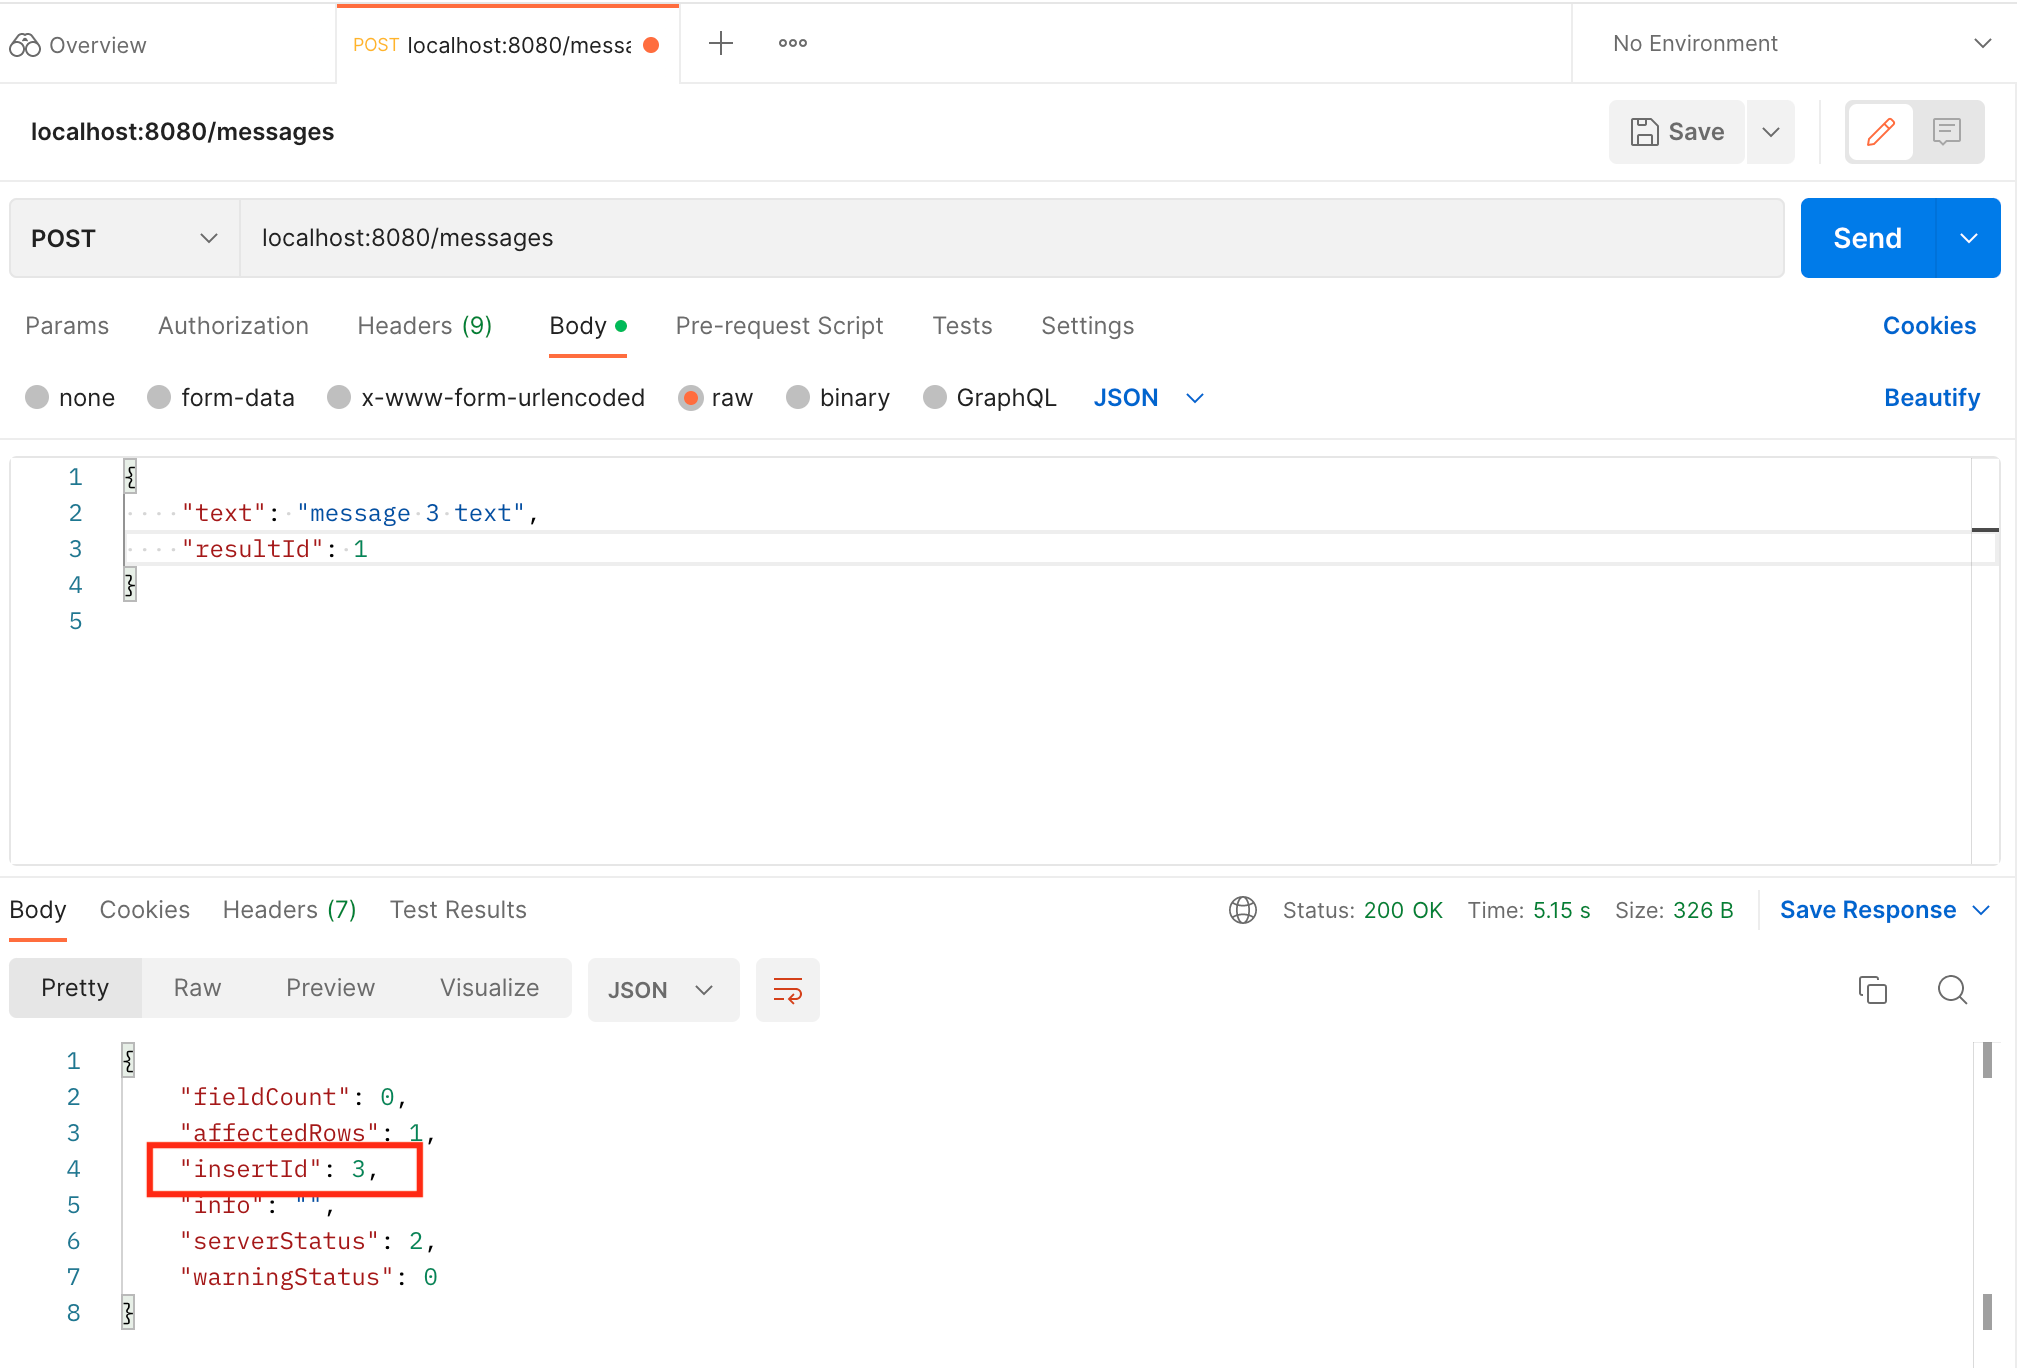 Overview
POST localhost:8080/messa
No Environment
localhost:8080/messages
Save
POST localhost:8080/messages Send
Params Authorization Headers (9) Body Pre-request Script Tests Settings Cookies
none form-data x-www-form-urlencoded raw binary GraphQL JSON Beautify
1 {
2 "text": "message 3 text",
3 "resultId": 1
4 }
5
Body Cookies Headers (7) Test Results Status: 200 OK Time: 5.15 s Size: 326 B Save Response
Pretty Raw Preview Visualize JSON
1 {
2 "fieldCount": 0,
3 "affectedRows": 1,
4 "insertId": 3,
5 "info": "",
6 "serverStatus": 2,
7 "warningStatus": 0
8 }